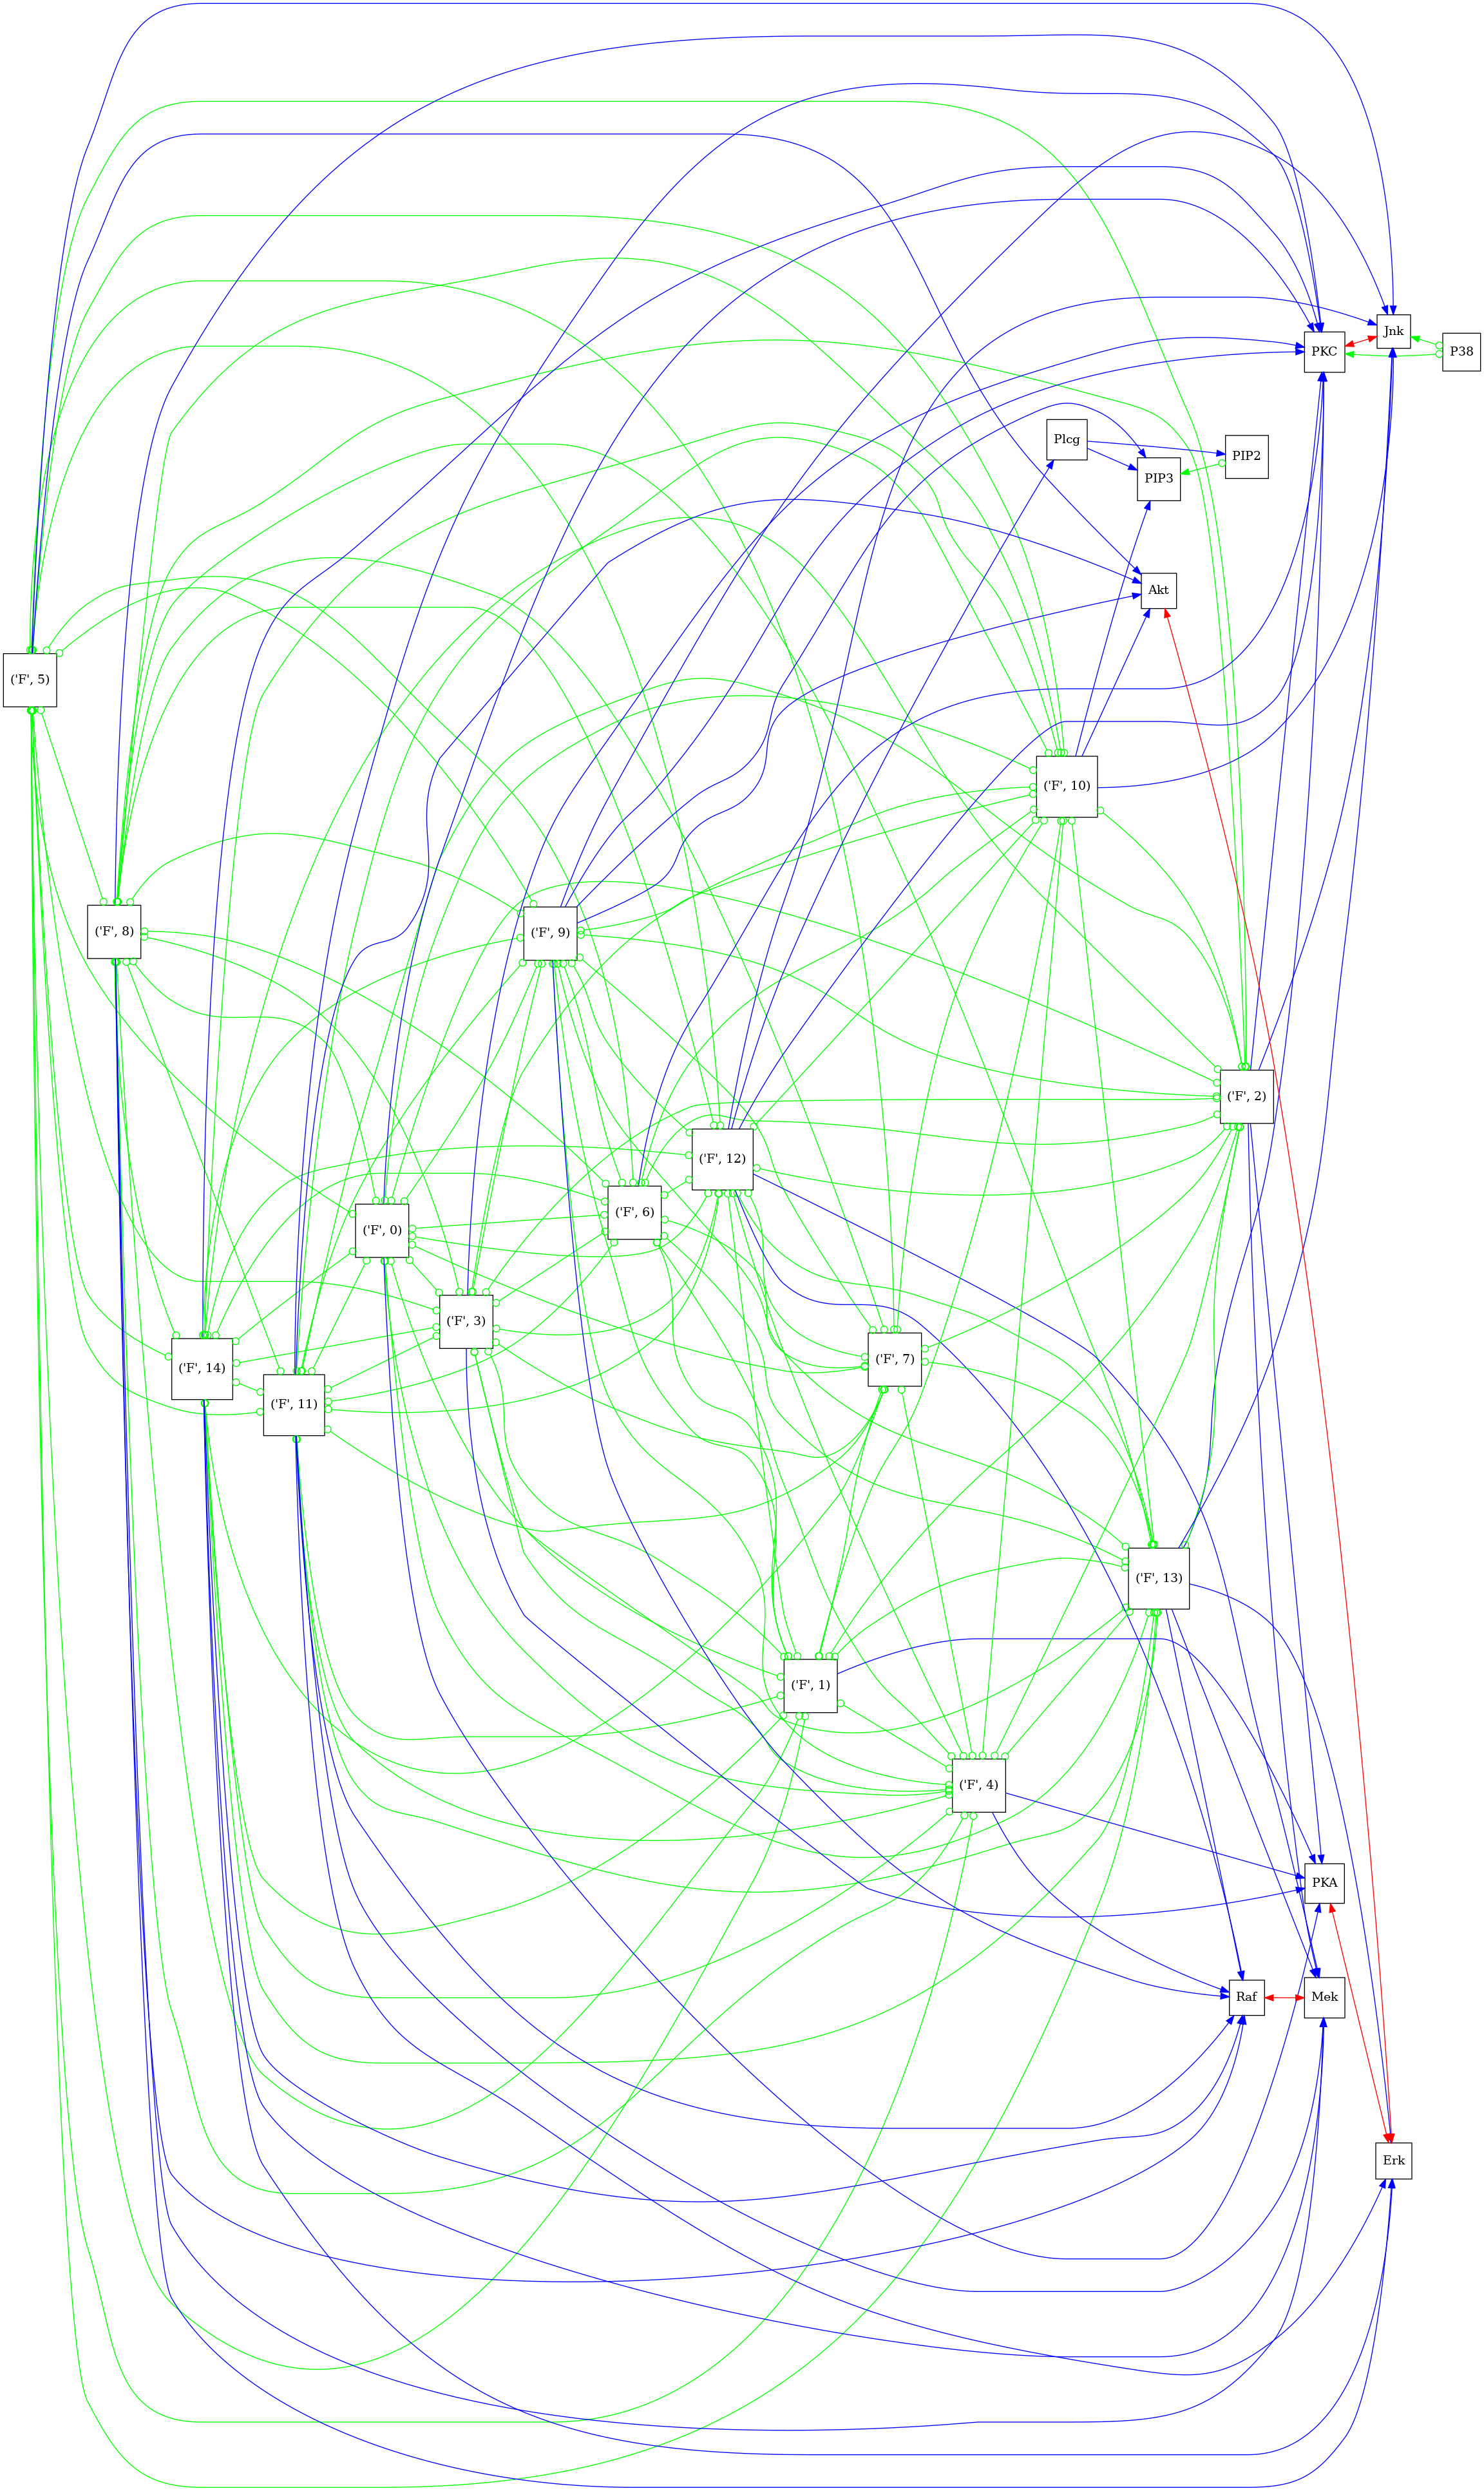 Jnk
PKC
P38
Plcg
PIP2
PIP3
Akt
('F', 5)
('F', 10)
('F', 8)
('F', 9)
('F', 2)
('F', 12)
('F', 6)
('F', 0)
('F', 3)
('F', 7)
('F', 14)
('F', 11)
('F', 13)
('F', 1)
('F', 4)
PKA
Raf
Mek
Erk